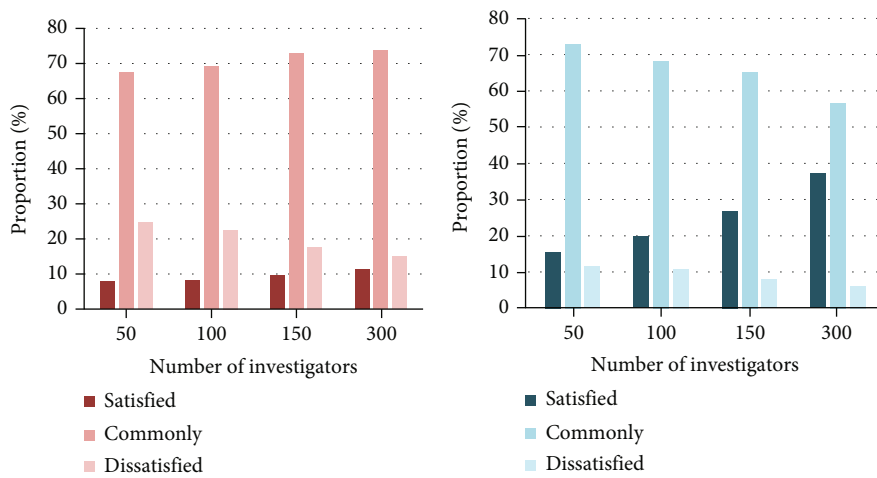 80
70
60
50
40
30
20
10
0
Proportion (%)
50 100 150 300
Number of investigators
Satisfied
Commonly
Dissatisfied
80
70
60
50
40
30
20
10
0
Proportion (%)
50 100 150 300
Number of investigators
Satisfied
Commonly
Dissatisfied